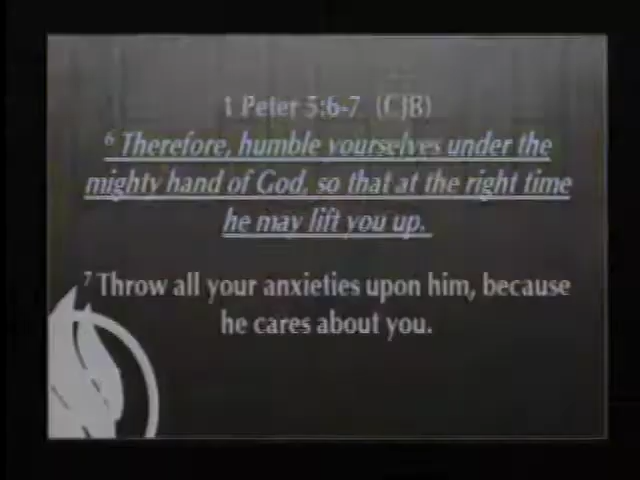 1 Peter 5:6-7 (CJB)
6 Therefore, humble yourselves under the
mighty hand of God, so that at the right time
he may lift you up.
7 Throw all your anxieties upon him, because
he cares about you.